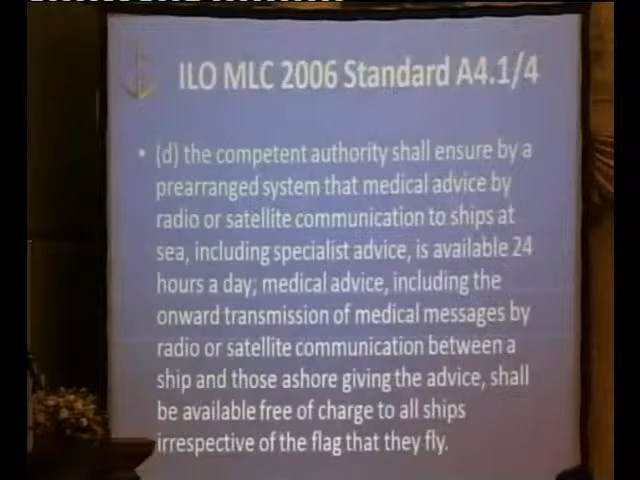 ILO MLC 2006 Standard A4.1/4
• (d) the competent authority shall ensure by a
prearranged system that medical advice by
radio or satellite communication to ships at
sea, including specialist advice, is available 24
hours a day; medical advice, including the
onward transmission of medical messages by
radio or satellite communication between a
ship and those ashore giving the advice, shall
be available free of charge to all ships
irrespective of the flag that they fly.